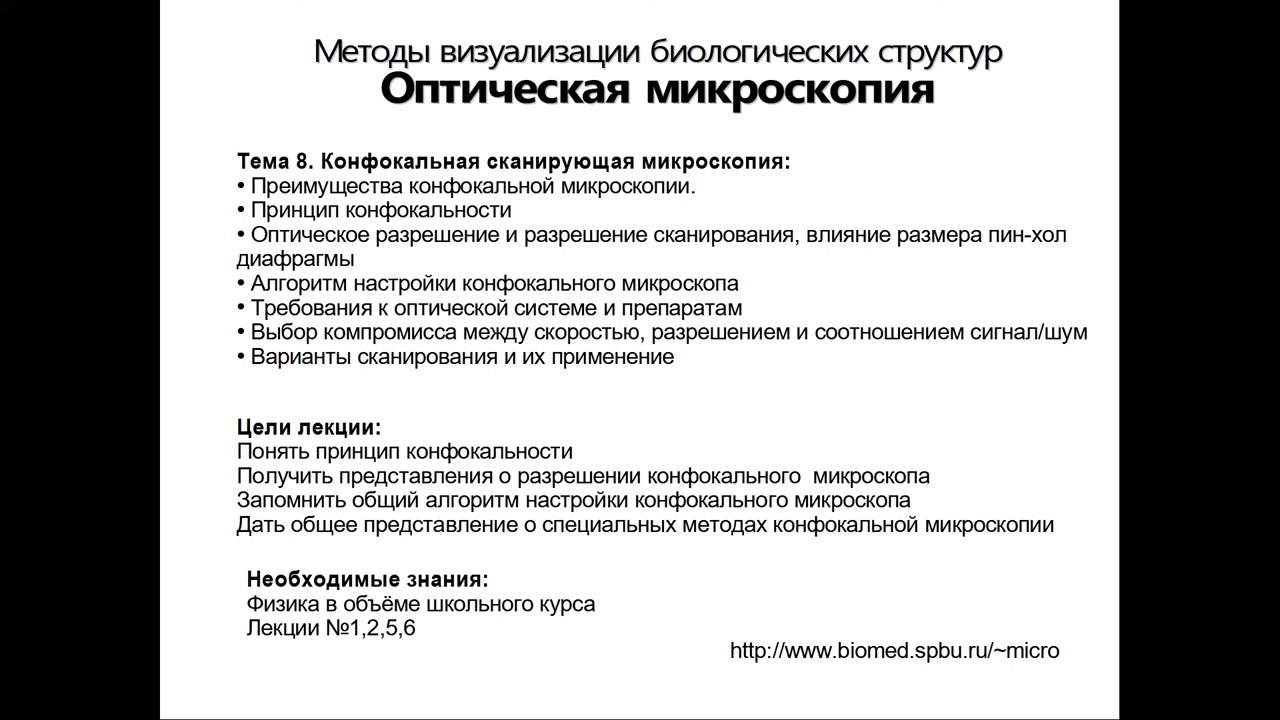 Методы визуализации биологических структур
Оптическая микроскопия
Тема 8. Конфокальная сканирующая микроскопия:
• Преимущества конфокальной микроскопии.
• Принцип конфокальности
• Оптическое разрешение и разрешение сканирования, влияние размера пин-хол
диафрагмы
• Алгоритм настройки конфокального микроскопа
• Требования к оптической системе и препаратам
• Выбор компромисса между скоростью, разрешением и соотношением сигнал/шум
• Варианты сканирования и их применение
Цели лекции:
Понять принцип конфокальности
Получить представления о разрешении конфокального  микроскопа
Запомнить общий алгоритм настройки конфокального микроскопа
Дать общее представление о специальных методах конфокальной микроскопии
Необходимые знания:
Физика в объёме школьного курса
Лекции №1,2,5,6
http://www.biomed.spbu.ru/~micro